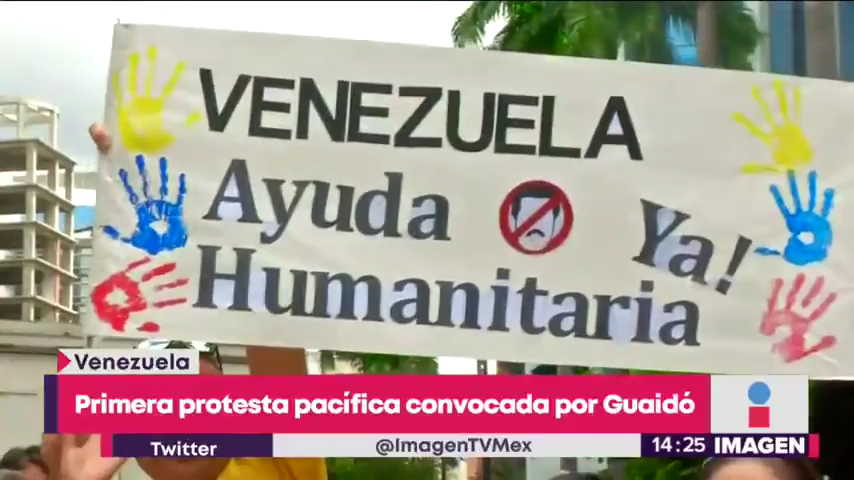 VENEZUELA
Ayuda Ya!
Humanitaria
Venezuela
Primera protesta pacífica convocada por Guaidó
Twitter @ImagenTVMex 14:25 IMAGEN